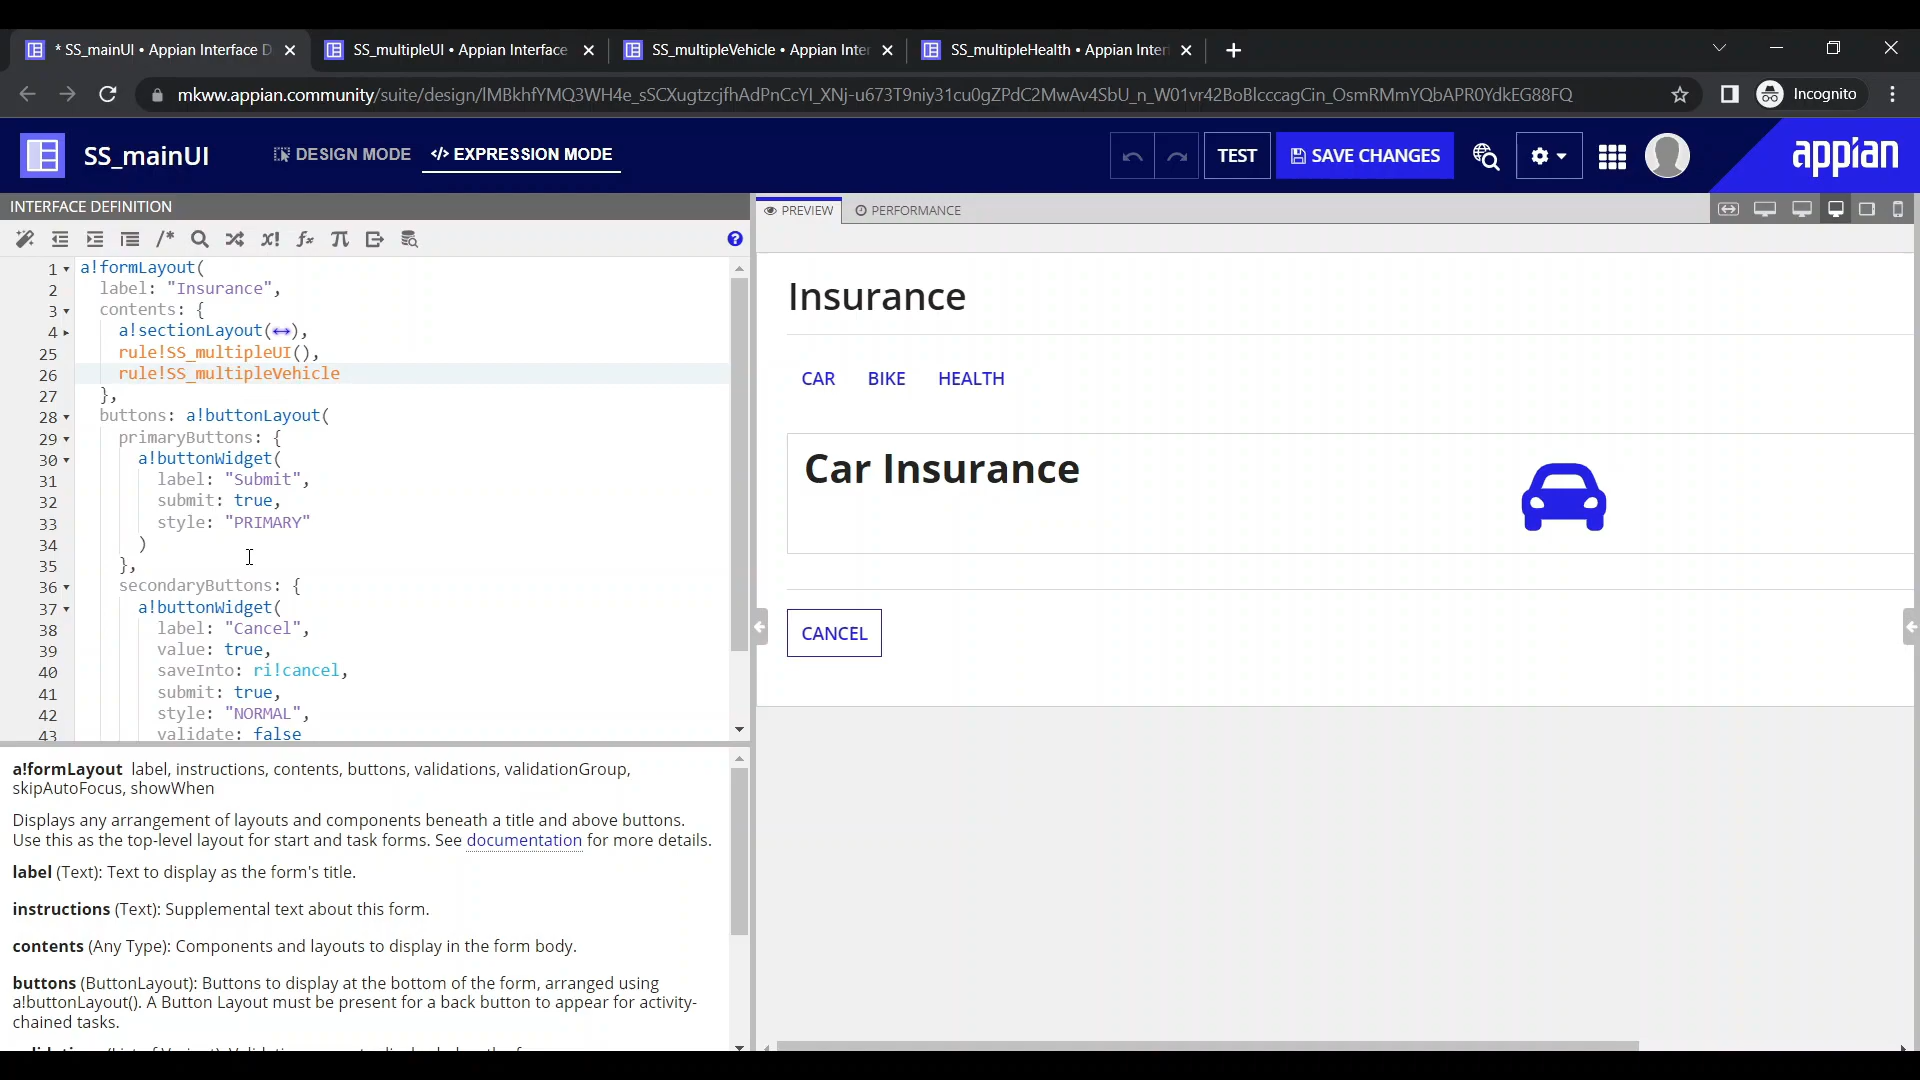 * SS_mainUI • Appian Interface D
SS_multipleUI • Appian Interface
SS_multipleVehicle • Appian Inter
SS_multipleHealth • Appian Inter
Incognito
SS_mainUI
DESIGN MODE
</> EXPRESSION MODE
TEST
SAVE CHANGES
appian
INTERFACE DEFINITION
PREVIEW
PERFORMANCE
1 a!formLayout(
2 label: "Insurance",
3 contents: {
4 a!sectionLayout(↔),
25 rule!SS_multipleUI(),
26 rule!SS_multipleVehicle
27 },
28 buttons: a!buttonLayout(
29 primaryButtons: {
30 a!buttonWidget(
31 label: "Submit",
32 submit: true,
33 style: "PRIMARY"
34 )
35 },
36 secondaryButtons: {
37 a!buttonWidget(
38 label: "Cancel",
39 value: true,
40 saveInto: ri!cancel,
41 submit: true,
42 style: "NORMAL",
43 validate: false
a!formLayout label, instructions, contents, buttons, validations, validationGroup,
skipAutoFocus, showWhen
Displays any arrangement of layouts and components beneath a title and above buttons.
Use this as the top-level layout for start and task forms. See documentation for more details.
label (Text): Text to display as the form's title.
instructions (Text): Supplemental text about this form.
contents (Any Type): Components and layouts to display in the form body.
buttons (ButtonLayout): Buttons to display at the bottom of the form, arranged using
a!buttonLayout(). A Button Layout must be present for a back button to appear for activity-
chained tasks.
Insurance
CAR BIKE HEALTH
Car Insurance
CANCEL